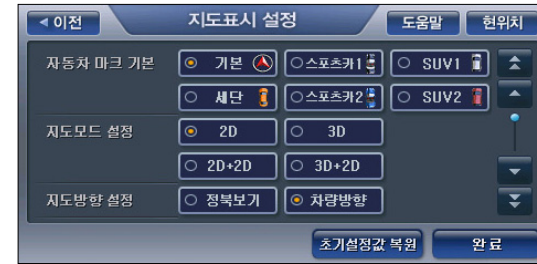 이전 지도표시 설정 도움말 현위치
자동차 마크 기본 기본 스포츠카1 SUV1
세단 스포츠카2 SUV2
지도모드 설정 2D 3D
2D+2D 3D+2D
지도방향 설정 정북보기 차량방향
초기설정값 복원 완료